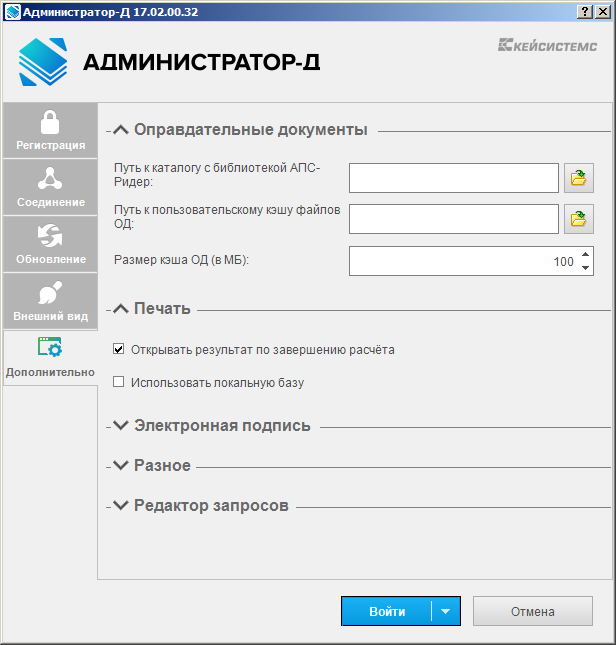 Администратор-Д 17.02.00.32
АДМИНИСТРАТОР-Д
КЕЙСИСТЕМС
Регистрация
Соединение
Обновление
Внешний вид
Дополнительно
Оправдательные документы
Путь к каталогу с библиотекой АПС-
Ридер:
Путь к пользовательскому кэшу файлов
ОД:
Размер кэша ОД (в МБ):
100
Печать
Открывать результат по завершению расчёта
Использовать локальную базу
Электронная подпись
Разное
Редактор запросов
Войти
Отмена